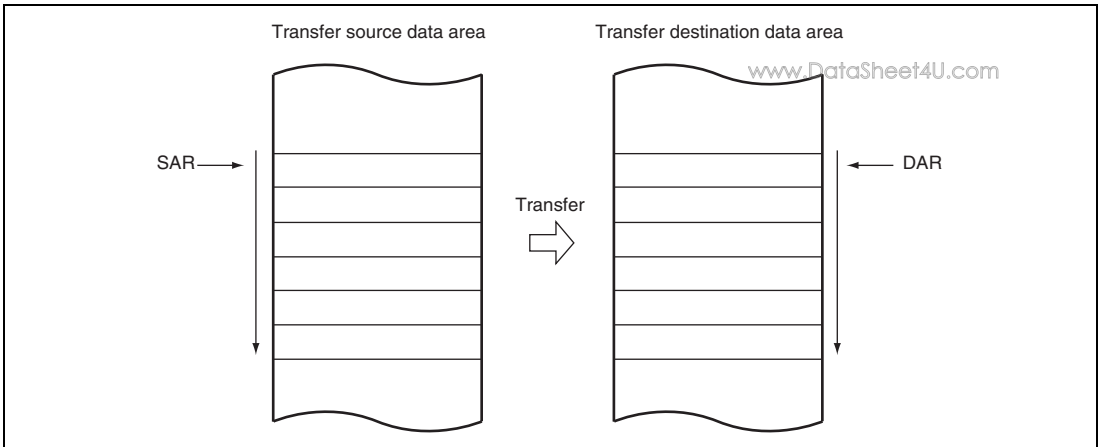 Transfer source data area
Transfer destination data area
www.DataSheet4U.com
SAR
DAR
Transfer